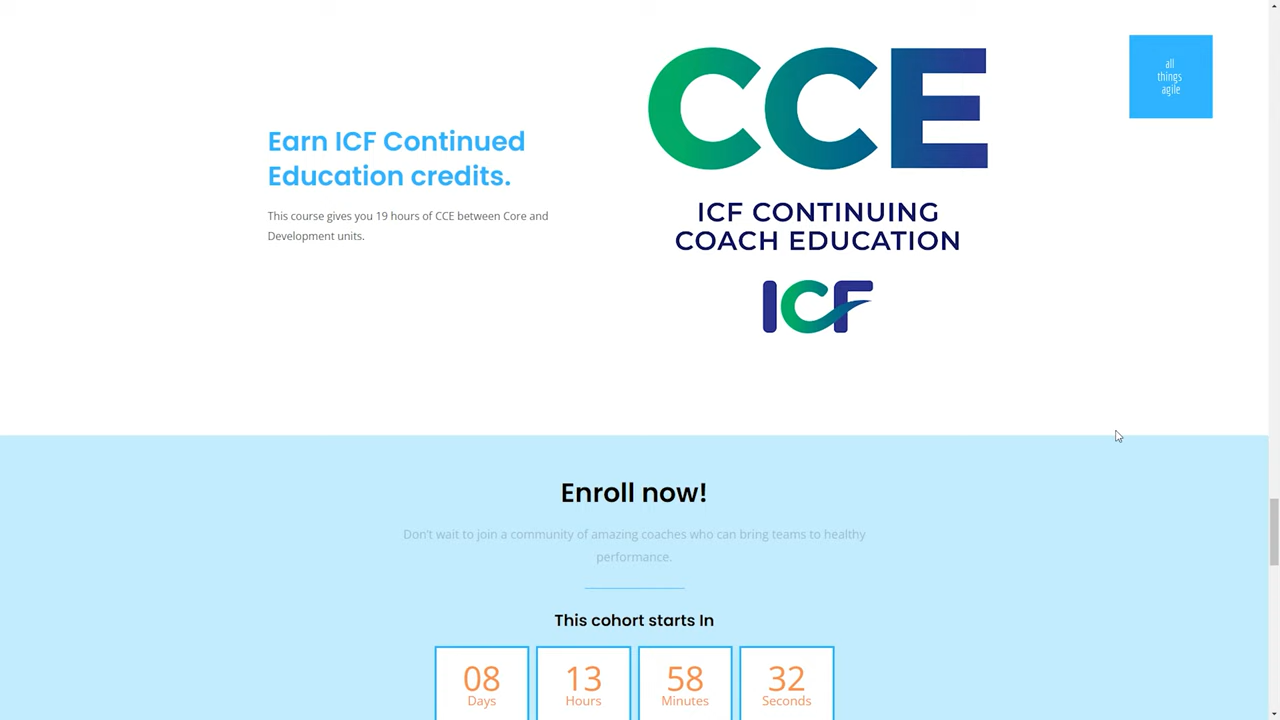 all
things
agile
CCE
Earn ICF Continued
Education credits.
This course gives you 19 hours of CCE between Core and
Development units.
ICF CONTINUING
COACH EDUCATION
ICF
Enroll now!
Don't wait to join a community of amazing coaches who can bring teams to healthy
performance.
This cohort starts In
08 13 58 32
Days Hours Minutes Seconds